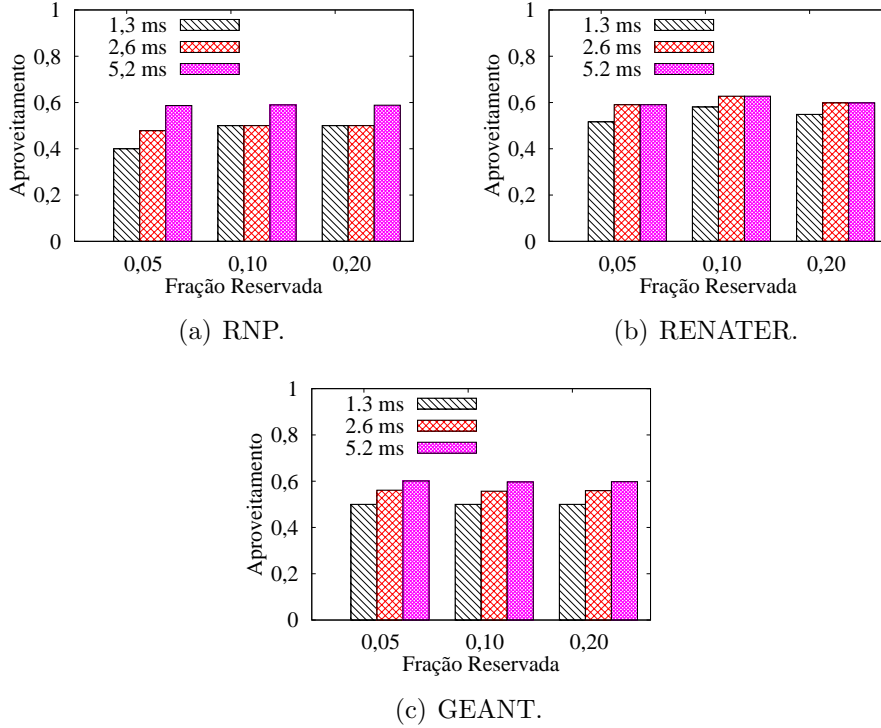 1
0,8
0,6
0,4
0,2
0
Aproveitamento
1,3 ms
2,6 ms
5,2 ms
0,05 0,10 0,20
Fração Reservada
(a) RNP.
1
0,8
0,6
0,4
0,2
0
Aproveitamento
1.3 ms
2.6 ms
5.2 ms
0,05 0,10 0,20
Fração Reservada
(b) RENATER.
1
0,8
0,6
0,4
0,2
0
Aproveitamento
1.3 ms
2.6 ms
5.2 ms
0,05 0,10 0,20
Fração Reservada
(c) GEANT.